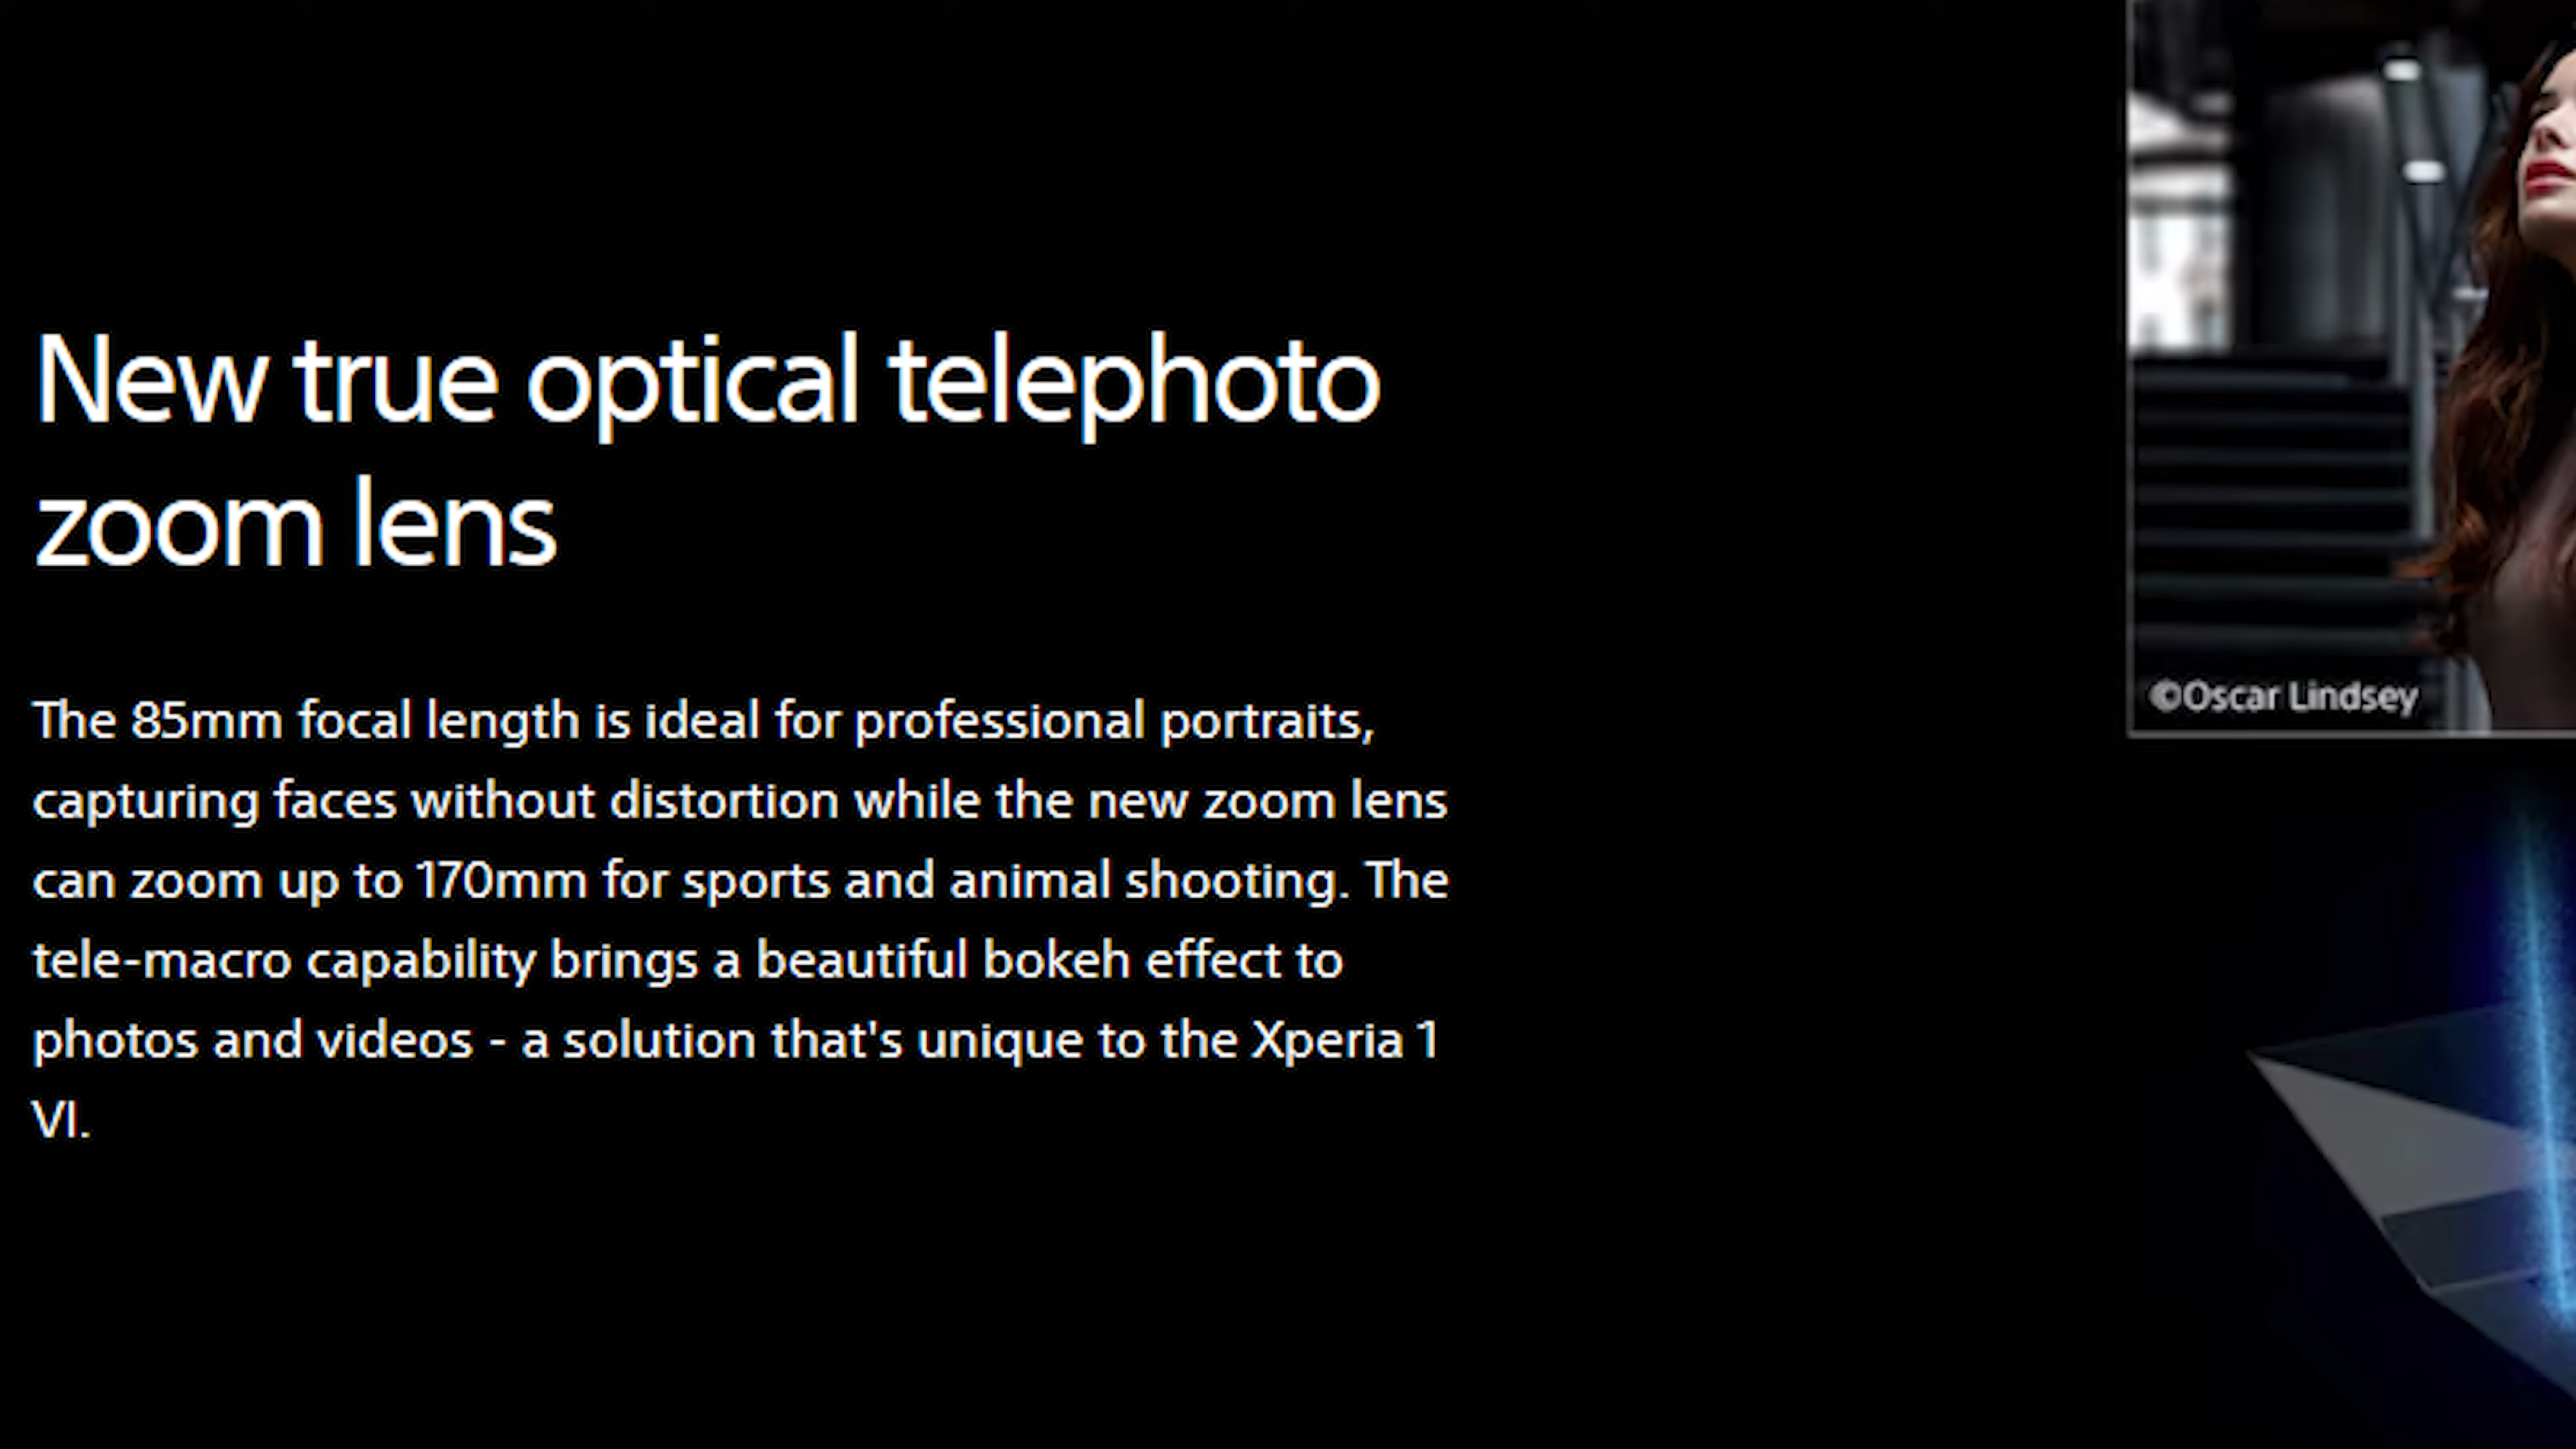 New true optical telephoto
zoom lens
The 85mm focal length is ideal for professional portraits,
capturing faces without distortion while the new zoom lens
can zoom up to 170mm for sports and animal shooting. The
tele-macro capability brings a beautiful bokeh effect to
photos and videos - a solution that's unique to the Xperia 1
VI.
©Oscar Lindsey